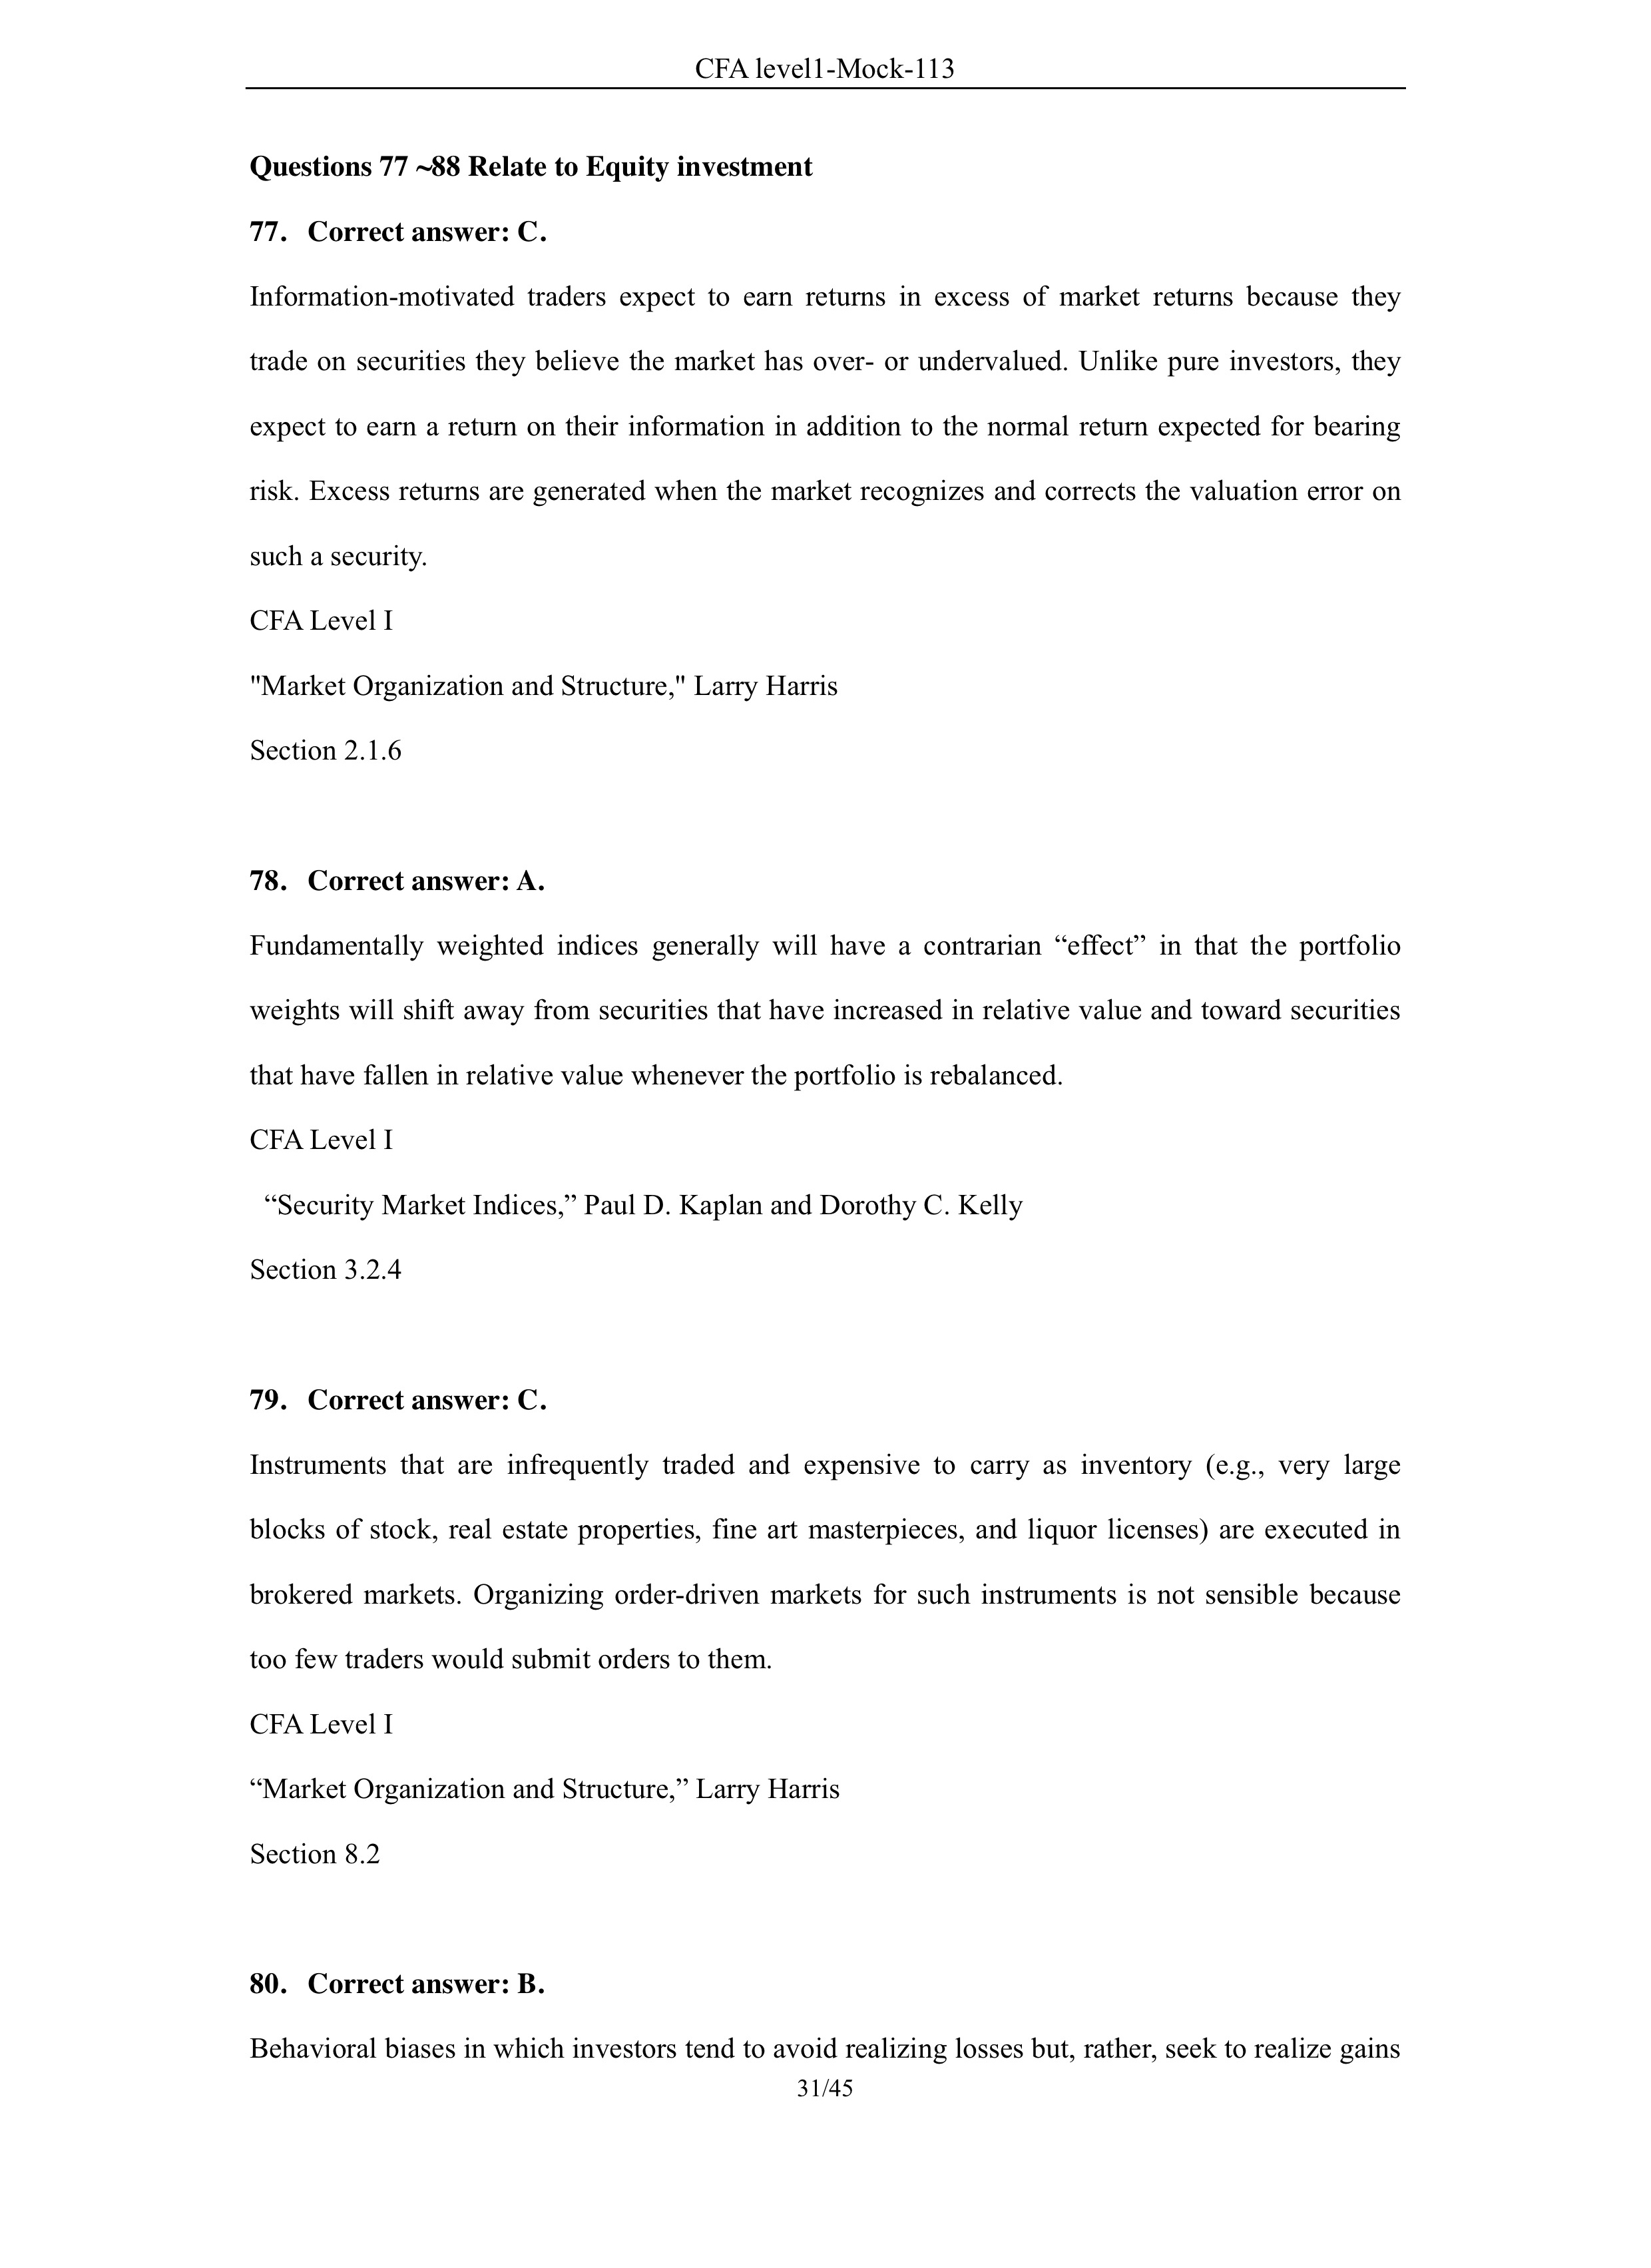 CFA level1-Mock-113
Questions 77 ~88 Relate to Equity investment
77. Correct answer: C.
Information-motivated traders expect to earn returns in excess of market returns because they
trade on securities they believe the market has over- or undervalued. Unlike pure investors, they
expect to earn a return on their information in addition to the normal return expected for bearing
risk. Excess returns are generated when the market recognizes and corrects the valuation error on
such a security.
CFA Level I
"Market Organization and Structure," Larry Harris
Section 2.1.6
78. Correct answer: A.
Fundamentally weighted indices generally will have a contrarian “effect” in that the portfolio
weights will shift away from securities that have increased in relative value and toward securities
that have fallen in relative value whenever the portfolio is rebalanced.
CFA Level I
“Security Market Indices,” Paul D. Kaplan and Dorothy C. Kelly
Section 3.2.4
79. Correct answer: C.
Instruments that are infrequently traded and expensive to carry as inventory (e.g., very large
blocks of stock, real estate properties, fine art masterpieces, and liquor licenses) are executed in
brokered markets. Organizing order-driven markets for such instruments is not sensible because
too few traders would submit orders to them.
CFA Level I
“Market Organization and Structure,” Larry Harris
Section 8.2
80. Correct answer: B.
Behavioral biases in which investors tend to avoid realizing losses but, rather, seek to realize gains
31/45